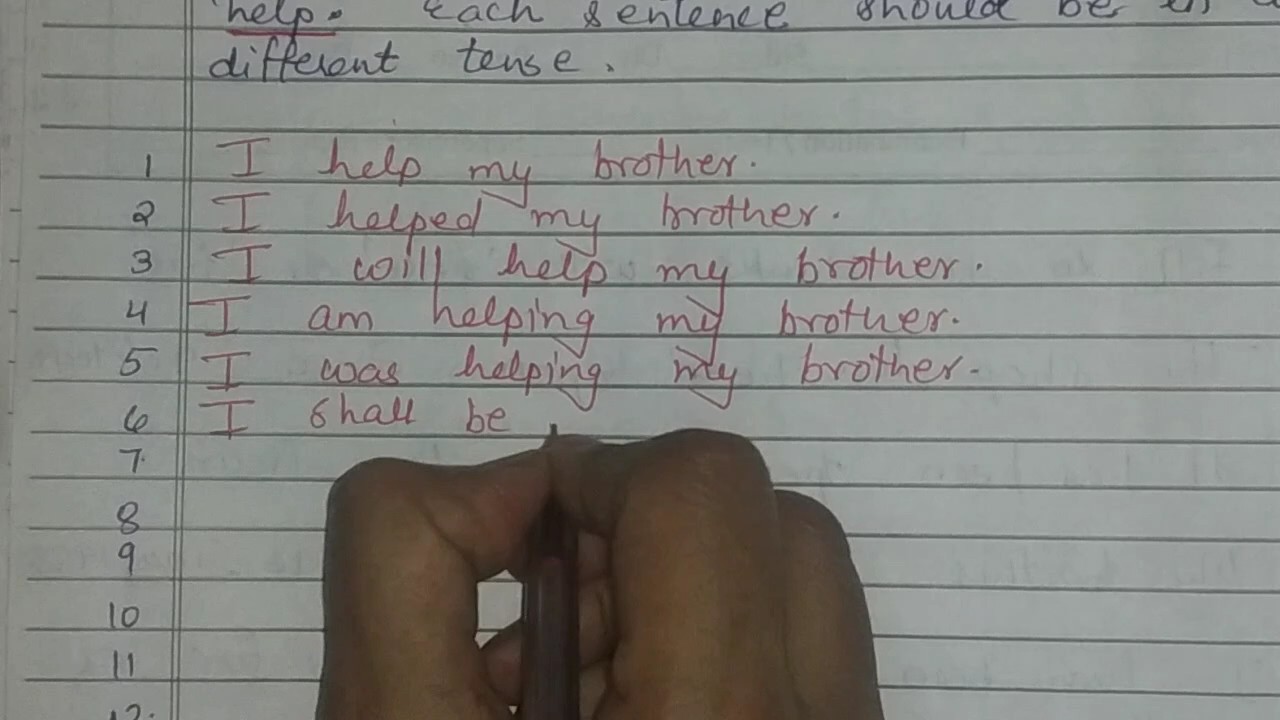 help. Each sentence should be in a
different tense.
1 I help my brother.
2 I helped my brother.
3 I will help my brother.
4 I am helping my brother.
5 I was helping my brother.
6 I shall be
7.
8
9
10
11
12.